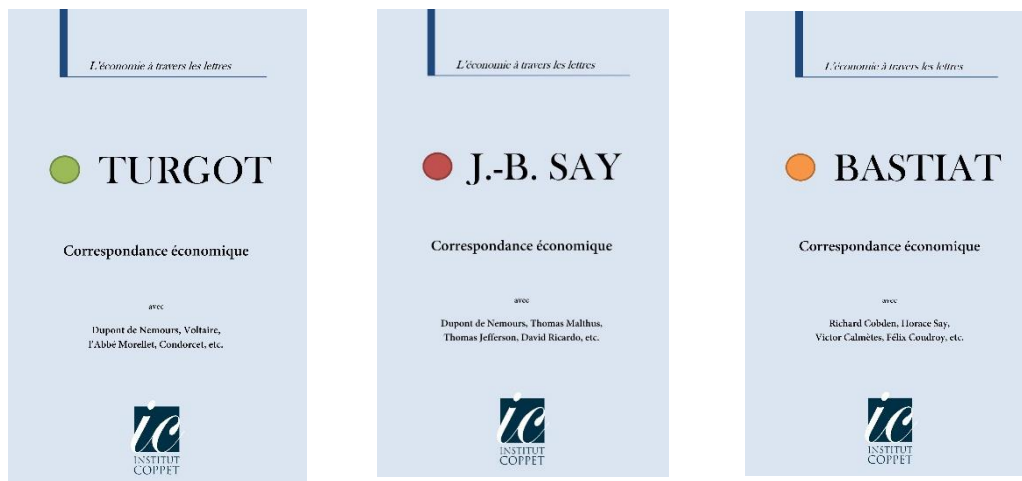 L'économie à travers les lettres
TURGOT
Correspondance économique
avec
Dupont de Nemours, Voltaire,
l'Abbé Morellet, Condorcet, etc.
ic
INSTITUT
COPPET
L'économie à travers les lettres
J.-B. SAY
Correspondance économique
avec
Dupont de Nemours, Thomas Malthus,
Thomas Jefferson, David Ricardo, etc.
ic
INSTITUT
COPPET
L'économie à travers les lettres
BASTIAT
Correspondance économique
avec
Richard Cobden, Horace Say,
Victor Calmètes, Félix Coudroy, etc.
ic
INSTITUT
COPPET